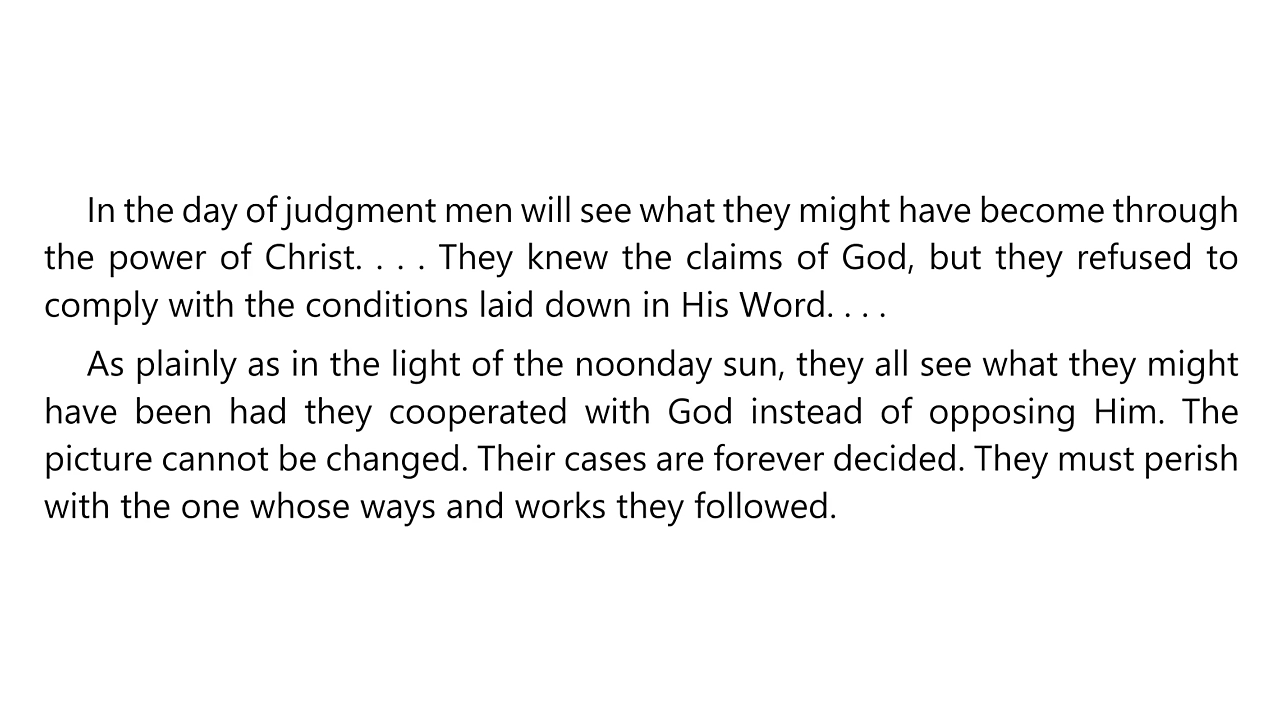 In the day of judgment men will see what they might have become through
the power of Christ. . . . They knew the claims of God, but they refused to
comply with the conditions laid down in His Word. . . .
As plainly as in the light of the noonday sun, they all see what they might
have been had they cooperated with God instead of opposing Him. The
picture cannot be changed. Their cases are forever decided. They must perish
with the one whose ways and works they followed.